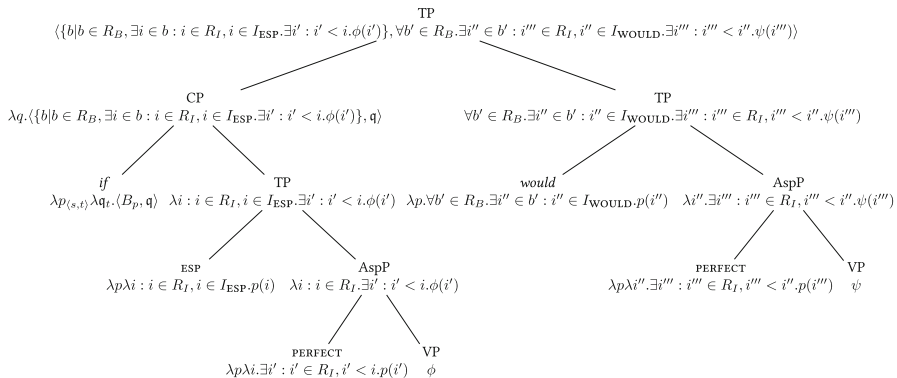 TP
⟨{b|b ∈ R_B, ∃i ∈ b : i ∈ R_I, i ∈ I_ESP.∃i′ : i′ < i.ϕ(i′)}, ∀b′ ∈ R_B.∃i″ ∈ b′ : i‴ ∈ R_I, i″ ∈ I_WOULD.∃i‴ : i‴ < i″.ψ(i‴)⟩
CP TP
λq.⟨{b|b ∈ R_B, ∃i ∈ b : i ∈ R_I, i ∈ I_ESP.∃i′ : i′ < i.ϕ(i′)}, q⟩ ∀b′ ∈ R_B.∃i″ ∈ b′ : i″ ∈ I_WOULD.∃i‴ : i‴ ∈ R_I, i‴ < i″.ψ(i‴)
if TP would AspP
λp_⟨s,t⟩λq_t.⟨B_p, q⟩ λi : i ∈ R_I, i ∈ I_ESP.∃i′ : i′ < i.ϕ(i′) λp.∀b′ ∈ R_B.∃i″ ∈ b′ : i″ ∈ I_WOULD.p(i″) λi″.∃i‴ : i‴ ∈ R_I, i‴ < i″.ψ(i‴)
ESP AspP PERFECT VP
λpλi : i ∈ R_I, i ∈ I_ESP.p(i) λi : i ∈ R_I.∃i′ : i′ < i.ϕ(i′) λpλi″.∃i‴ : i‴ ∈ R_I, i‴ < i″.p(i‴) ψ
PERFECT VP
λpλi.∃i′ : i′ ∈ R_I, i′ < i.p(i′) ϕ